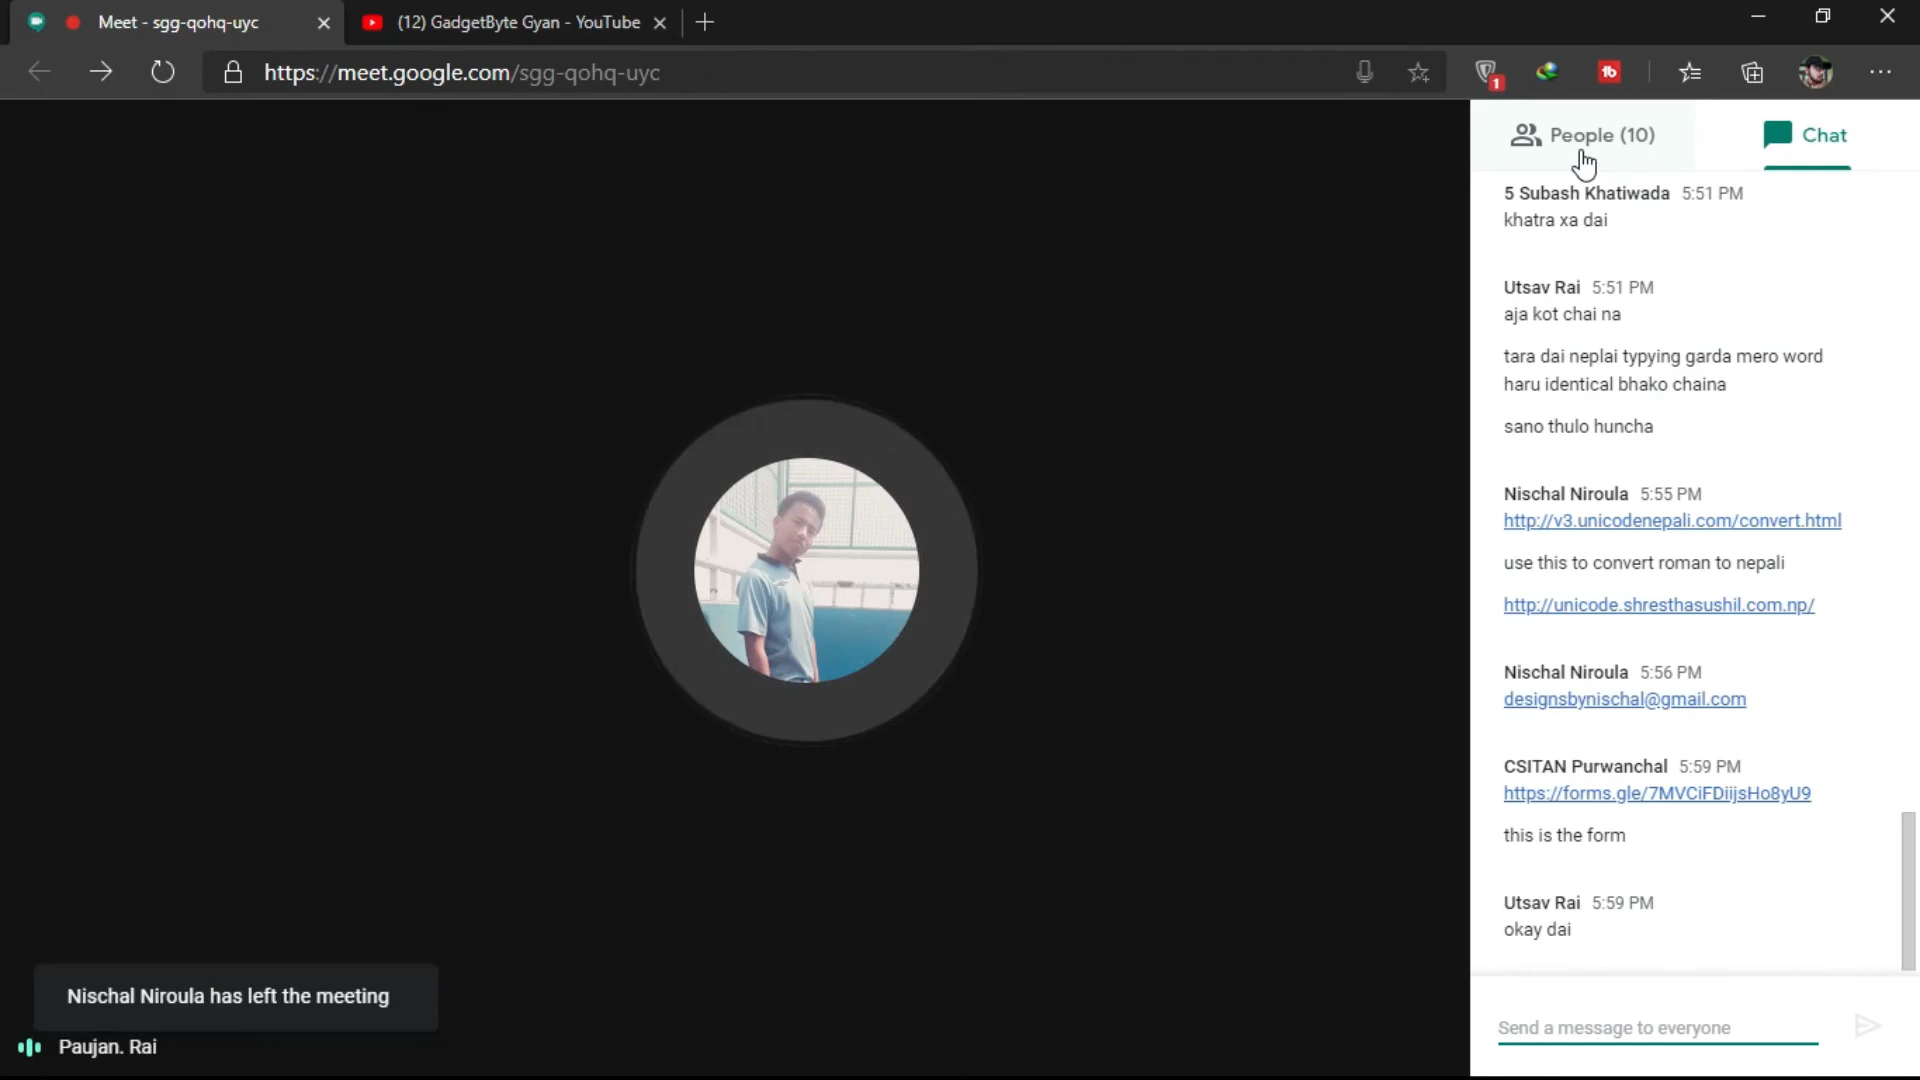 Meet - sgg-qohq-uyc
(12) GadgetByte Gyan - YouTube
https://meet.google.com/sgg-qohq-uyc
1
People (10)
Chat
5 Subash Khatiwada 5:51 PM
khatra xa dai
Utsav Rai 5:51 PM
aja kot chai na
tara dai neplai typying garda mero word
haru identical bhako chaina
sano thulo huncha
Nischal Niroula 5:55 PM
http://v3.unicodenepali.com/convert.html
use this to convert roman to nepali
http://unicode.shresthasushil.com.np/
Nischal Niroula 5:56 PM
designsbynischal@gmail.com
CSITAN Purwanchal 5:59 PM
https://forms.gle/7MVCiFDiijsHo8yU9
this is the form
Utsav Rai 5:59 PM
okay dai
Send a message to everyone
Nischal Niroula has left the meeting
Paujan. Rai